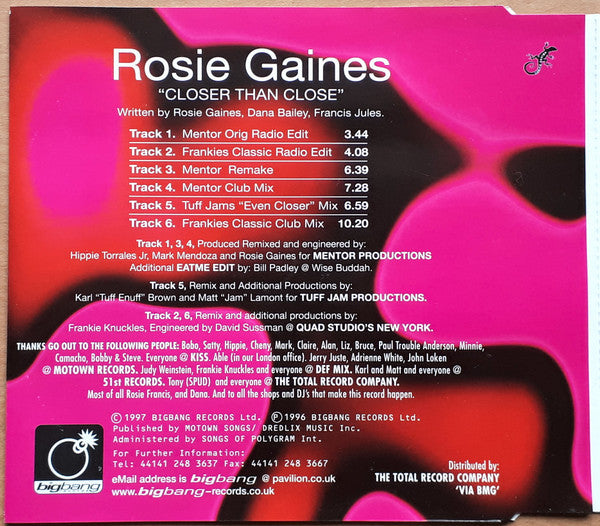 Rosie Gaines
“CLOSER THAN CLOSE”
Written by Rosie Gaines, Dana Bailey, Francis Jules.
Track 1. Mentor Orig Radio Edit 3.44
Track 2. Frankies Classic Radio Edit 4.08
Track 3. Mentor Remake 6.39
Track 4. Mentor Club Mix 7.28
Track 5. Tuff Jams “Even Closer” Mix 6.59
Track 6. Frankies Classic Club Mix 10.20
Track 1, 3, 4, Produced Remixed and engineered by:
Hippie Torrales Jr, Mark Mendoza and Rosie Gaines for MENTOR PRODUCTIONS
Additional EATME EDIT by: Bill Padley @ Wise Buddah.
Track 5, Remix and Additional Productions by:
Karl “Tuff Enuff” Brown and Matt “Jam” Lamont for TUFF JAM PRODUCTIONS.
Track 2, 6, Remix and additional productions by:
Frankie Knuckles, Engineered by David Sussman @ QUAD STUDIO'S NEW YORK.
THANKS GO OUT TO THE FOLLOWING PEOPLE: Bobo, Satty, Hippie, Cheny, Mark, Claire, Alan, Liz, Bruce, Paul Trouble Anderson, Minnie,
Camacho, Bobby & Steve. Everyone @ KISS. Able (in our London office). Jerry Juste, Adrienne White, John Loken
@ MOTOWN RECORDS. Judy Weinstein, Frankie Knuckles and everyone @ DEF MIX. Karl and Matt and everyone @
51st RECORDS. Tony (SPUD) and everyone @ THE TOTAL RECORD COMPANY.
Most of all Rosie Francis, and Dana. And to all the shops and DJ's that make this record happen.
© 1997 BIGBANG RECORDS Ltd. ℗ 1996 BIGBANG RECORDS Ltd.
Published by MOTOWN SONGS/ DREDLIX MUSIC Inc.
Administered by SONGS OF POLYGRAM Int.
For Further Information:
Tel: 44141 248 3637 Fax: 44141 248 3667
eMail address is bigbang @ pavilion.co.uk
www.bigbang-records.co.uk
bigbang
Distributed by:
THE TOTAL RECORD COMPANY
'VIA BMG'